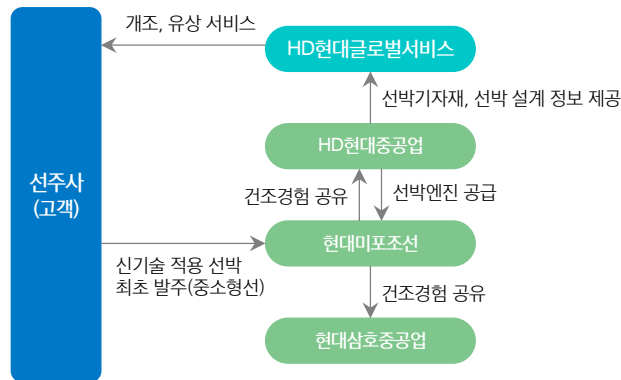 개조, 유상 서비스
HD현대글로벌서비스
선박기자재, 선박 설계 정보 제공
HD현대중공업
선주사
(고객)
건조경험 공유
선박엔진 공급
현대미포조선
신기술 적용 선박
최초 발주(중소형선)
건조경험 공유
현대삼호중공업